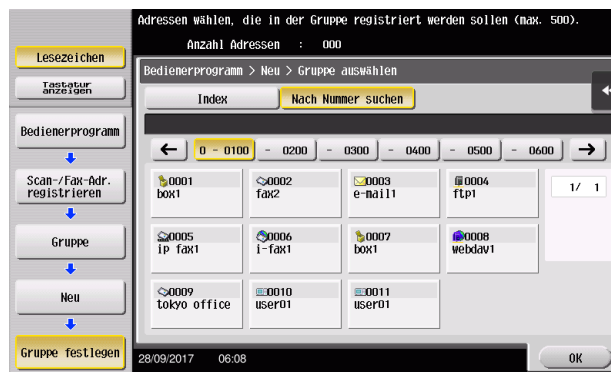 Adressen wählen, die in der Gruppe registriert werden sollen (max. 500).
Anzahl Adressen : 000
Lesezeichen
Tastatur
anzeigen
Bedienerprogramm
Scan-/Fax-Adr.
registrieren
Gruppe
Neu
Gruppe festlegen
Bedienerprogramm > Neu > Gruppe auswählen
Index
Nach Nummer suchen
← 0 - 0100 - 0200 - 0300 - 0400 - 0500 - 0600 →
0001 0002 0003 0004
box1 fax2 e-mail1 ftp1
1/ 1
0005 0006 0007 0008
ip fax1 i-fax1 box1 webdav1
0009 0010 0011
tokyo office user01 user01
28/09/2017 06:08
OK